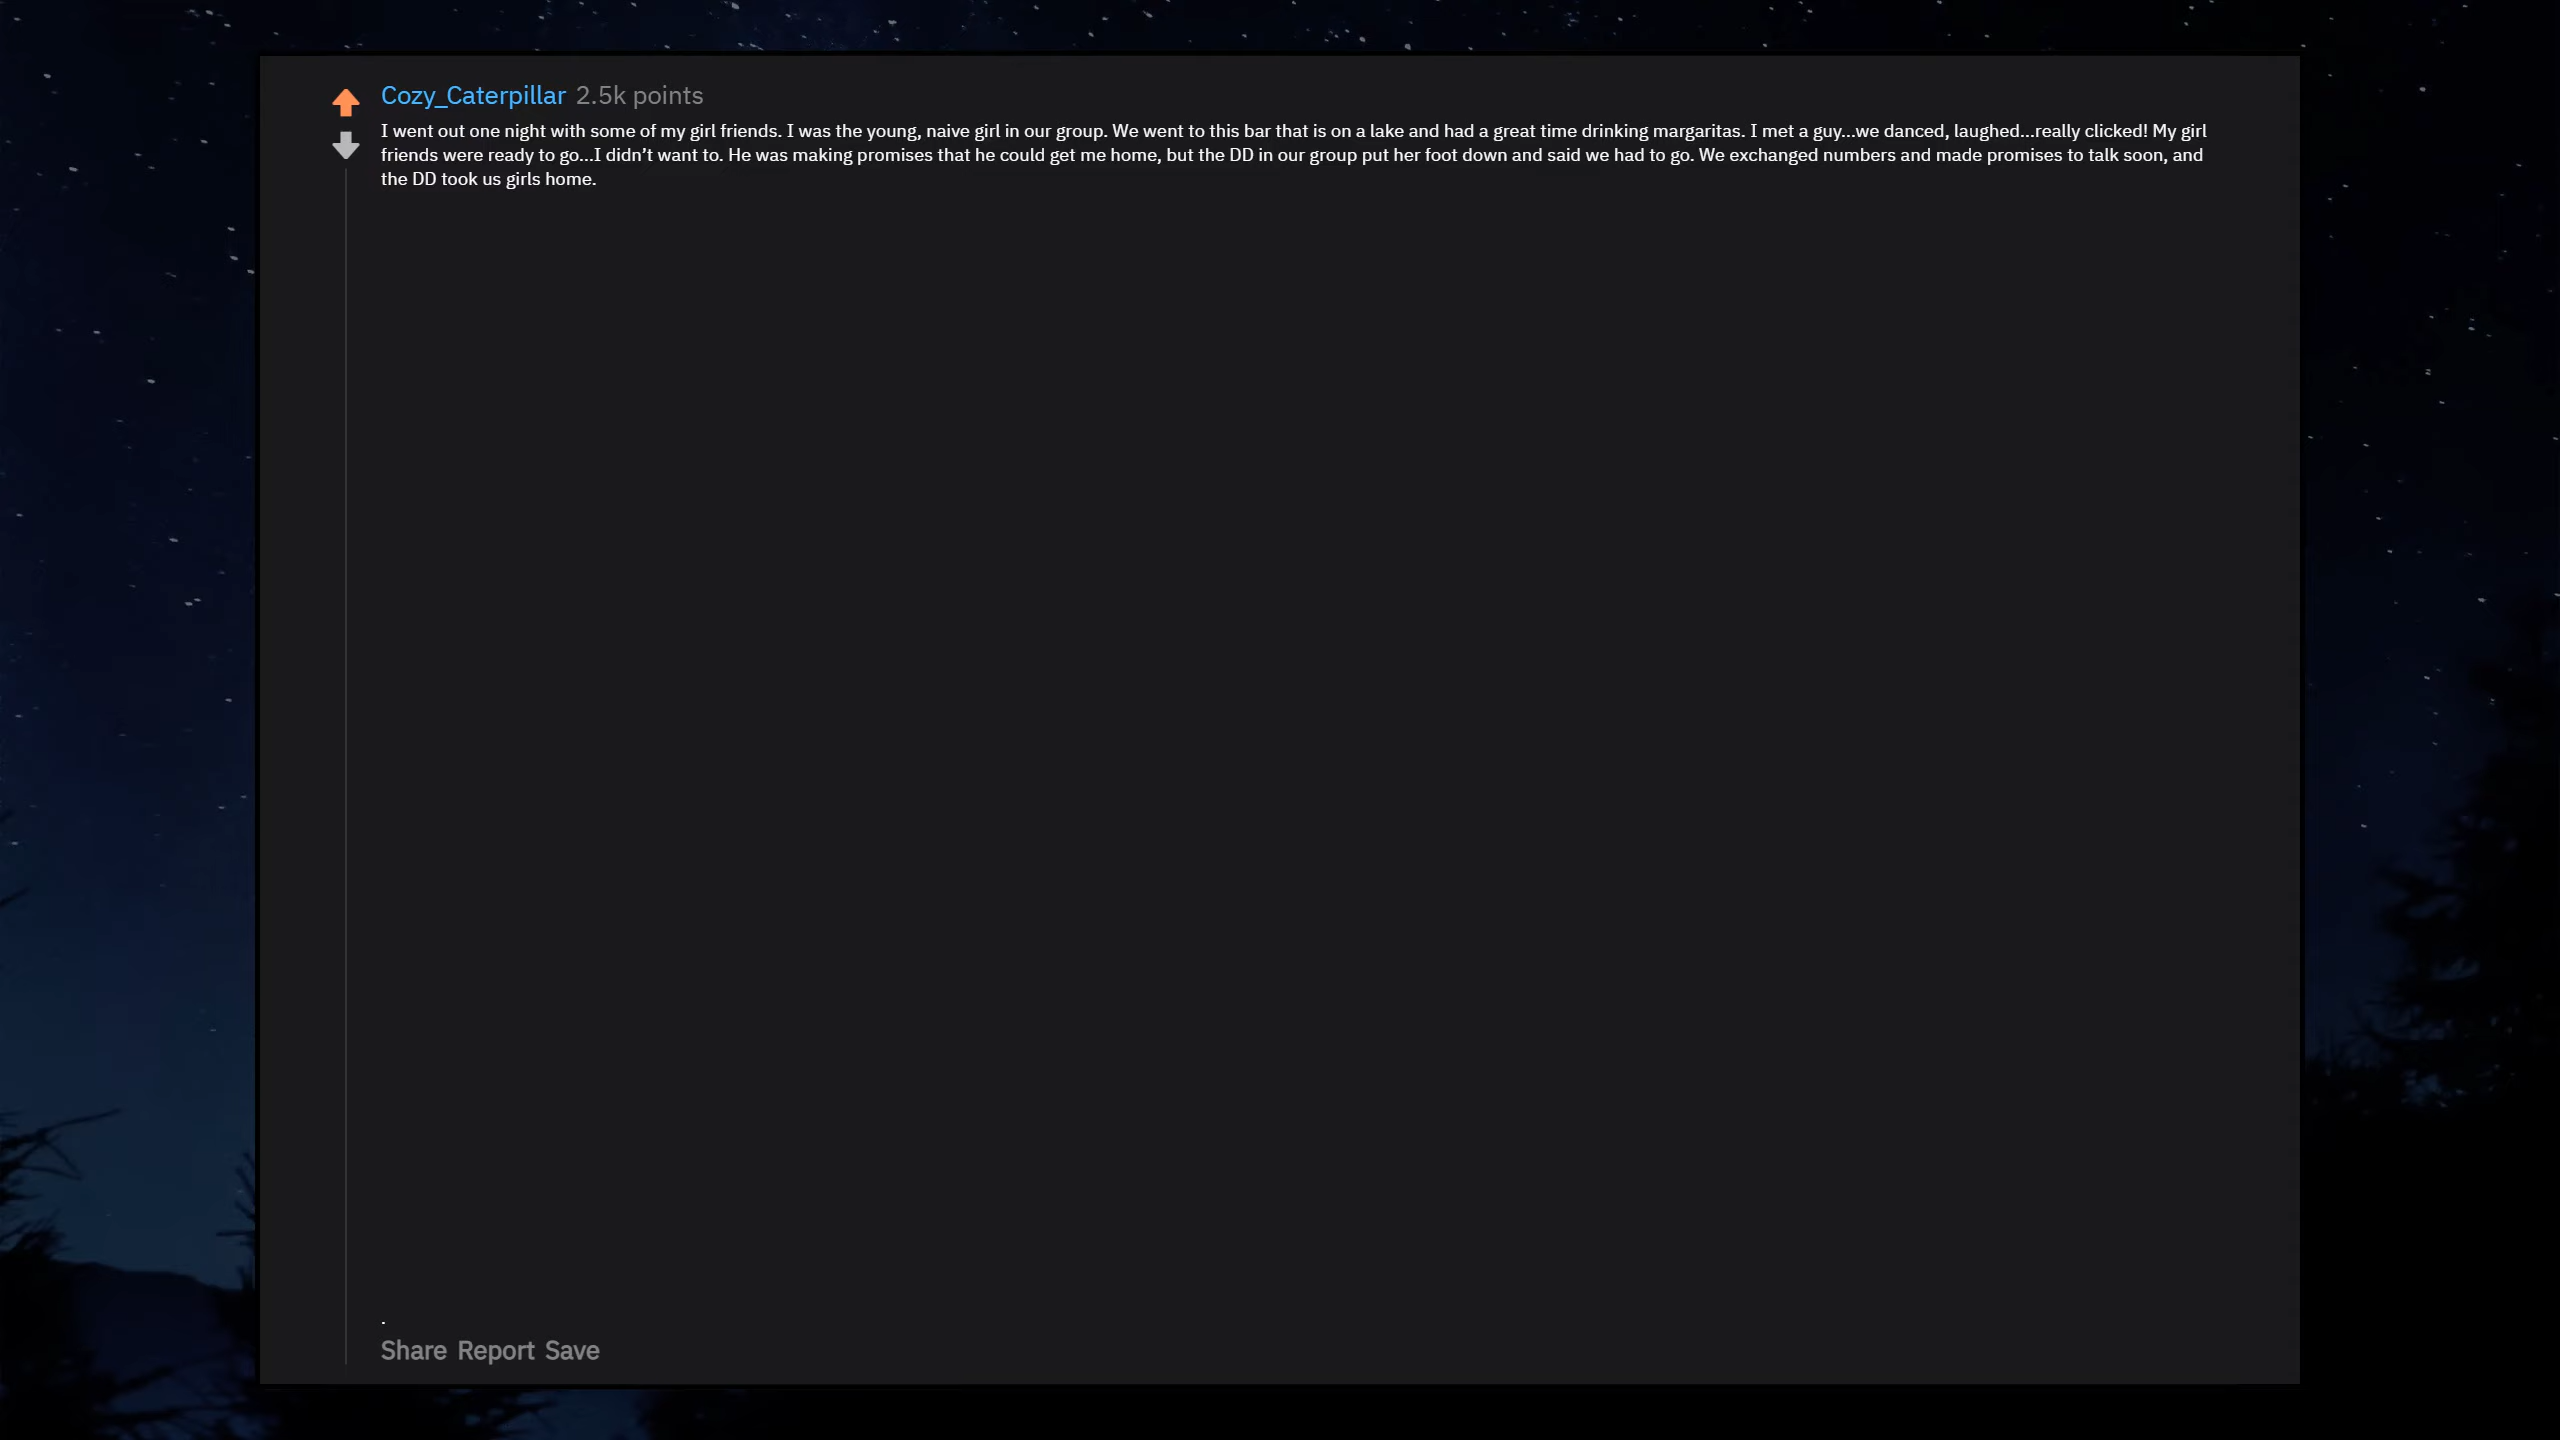 Cozy_Caterpillar 2.5k points
I went out one night with some of my girl friends. I was the young, naive girl in our group. We went to this bar that is on a lake and had a great time drinking margaritas. I met a guy...we danced, laughed...really clicked! My girl
friends were ready to go...I didn’t want to. He was making promises that he could get me home, but the DD in our group put her foot down and said we had to go. We exchanged numbers and made promises to talk soon, and
the DD took us girls home.
.
Share Report Save